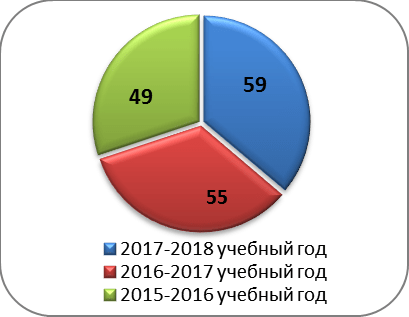 49
59
55
2017-2018 учебный год
2016-2017 учебный год
2015-2016 учебный год